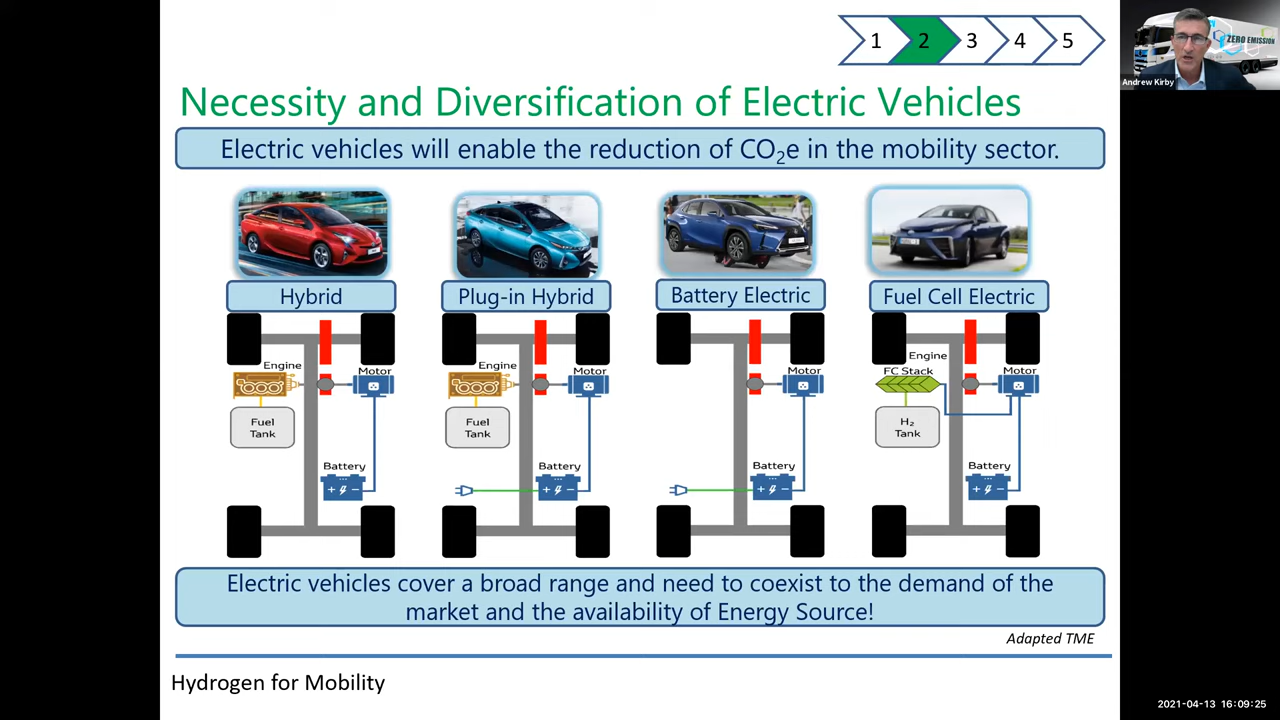 1 2 3 4 5
ZERO EMISSION
Andrew Kirby
Necessity and Diversification of Electric Vehicles
Electric vehicles will enable the reduction of CO₂e in the mobility sector.
Hybrid
Plug-in Hybrid
Battery Electric
Fuel Cell Electric
Engine
Motor
Fuel
Tank
Battery
Engine
Motor
Fuel
Tank
Battery
Motor
Battery
Engine
FC Stack
Motor
H₂
Tank
Battery
Electric vehicles cover a broad range and need to coexist to the demand of the
market and the availability of Energy Source!
Adapted TME
Hydrogen for Mobility
2021-04-13 16:09:25